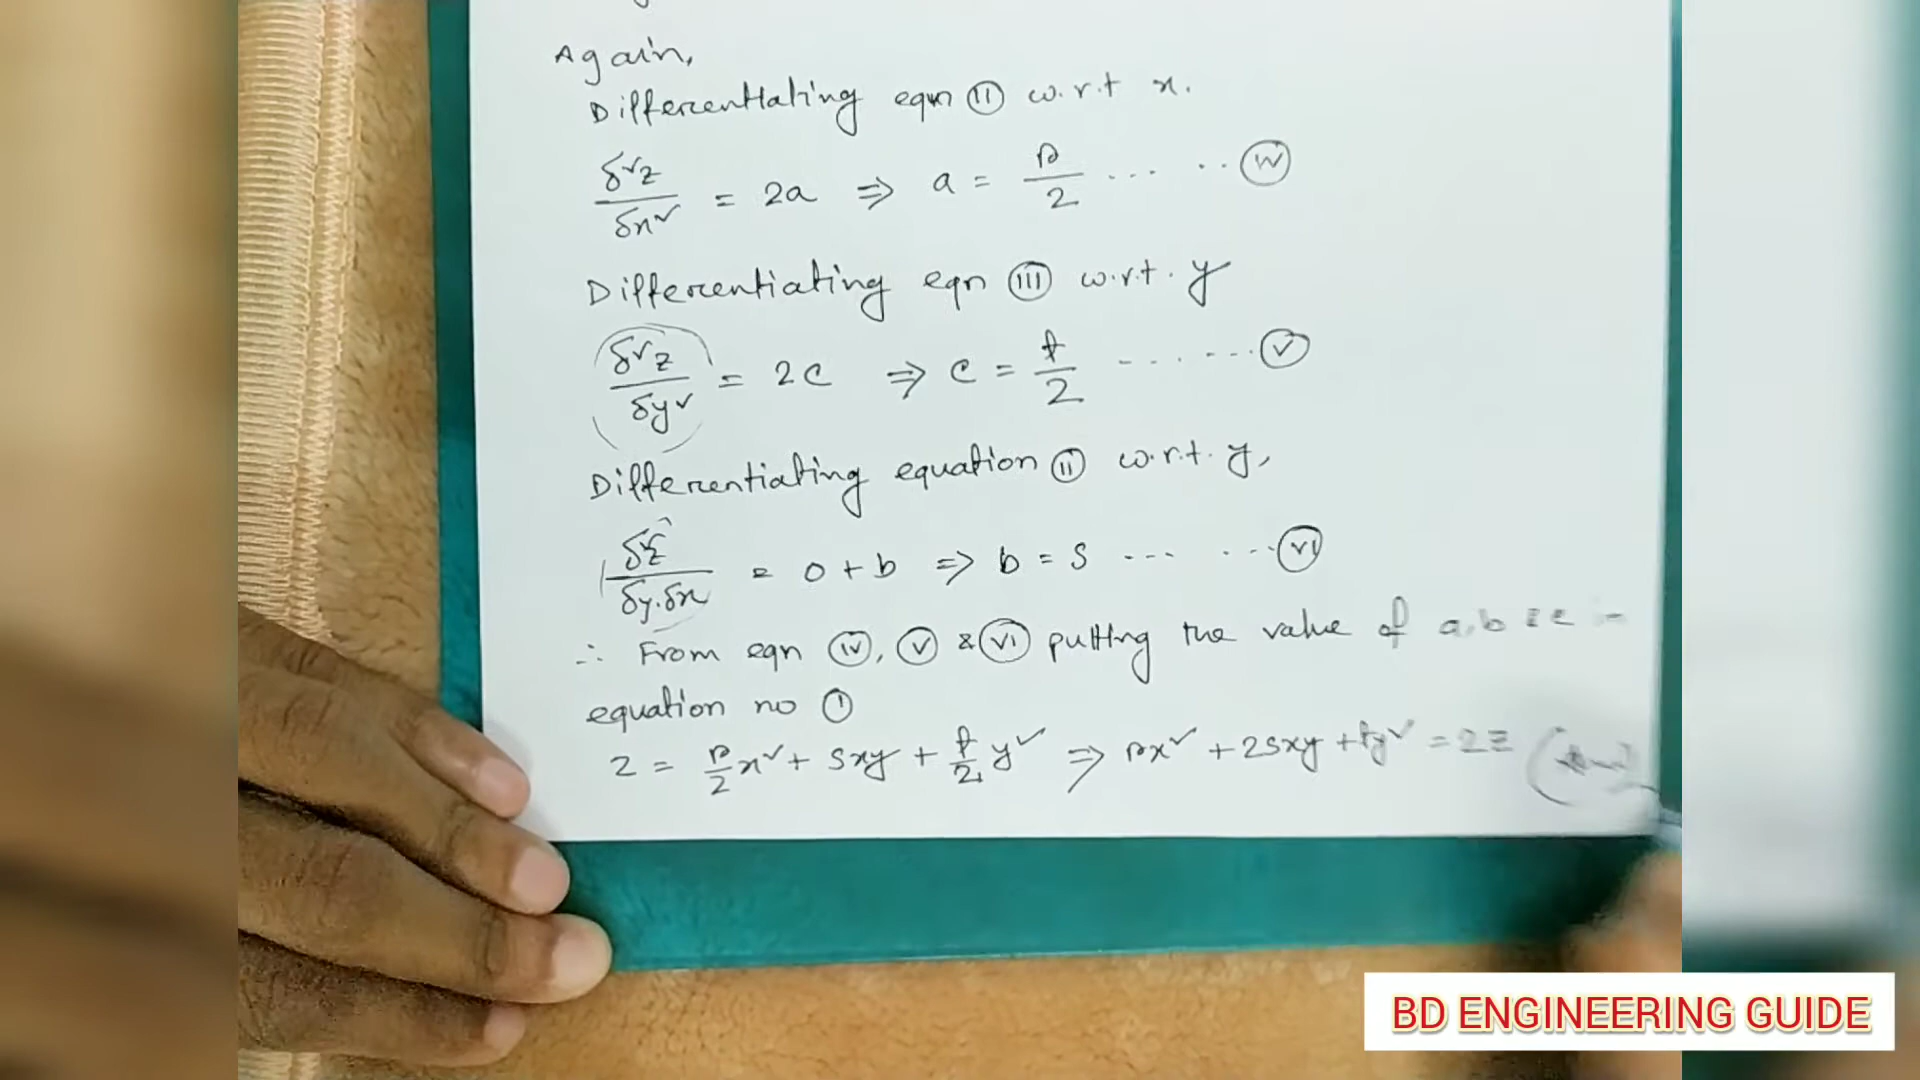 Again,
Differentiating eqn (II) w.r.t x.
δ²z/δx² = 2a ⇒ a = r/2 ... .. (IV)
Differentiating eqn (III) w.r.t. y
δ²z/δy² = 2c ⇒ c = t/2 ....... (V)
Differentiating equation (II) w.r.t. y,
δ²z/δy.δx = 0 + b ⇒ b = s ... ... (VI)
∴ From eqn (IV), (V) & (VI) putting the value of a, b & c in
equation no (I)
z = r/2 x² + sxy + t/2 y² ⇒ rx² + 2sxy + ty² = 2z
BD ENGINEERING GUIDE